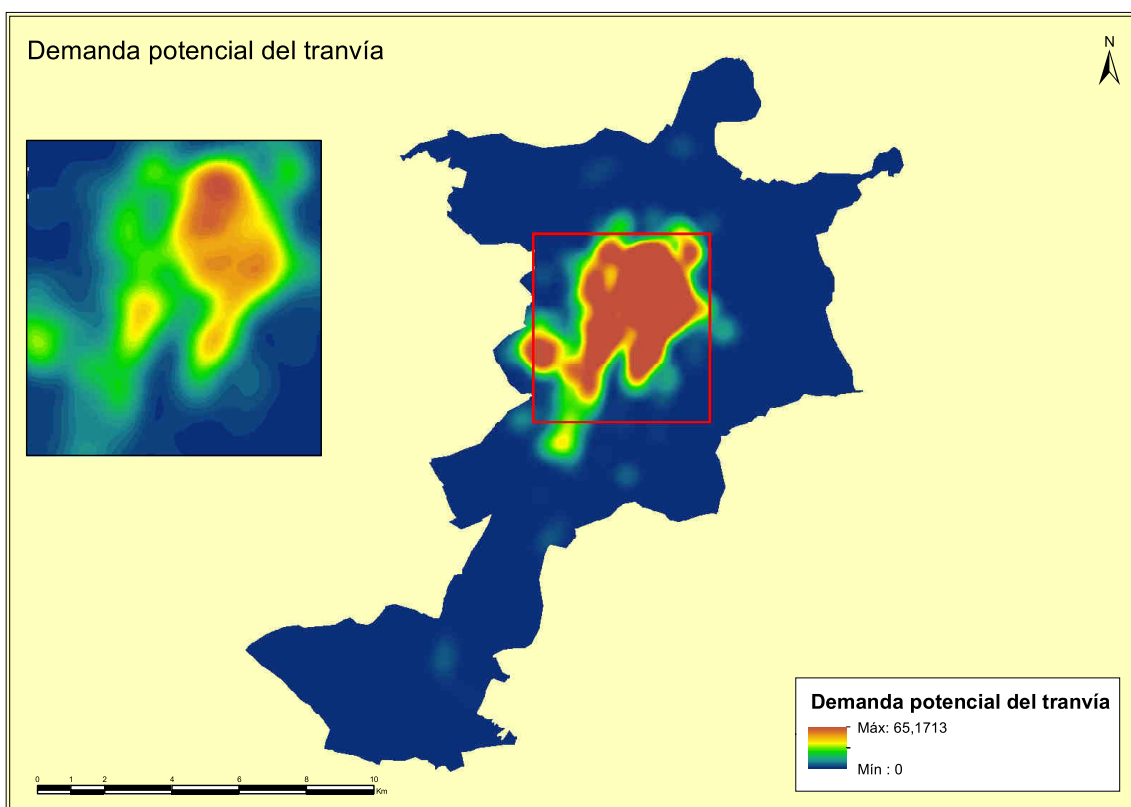 Demanda potencial del tranvía
N
Demanda potencial del tranvía
Máx: 65,1713
Mín : 0
0 1 2 4 6 8 10
Km